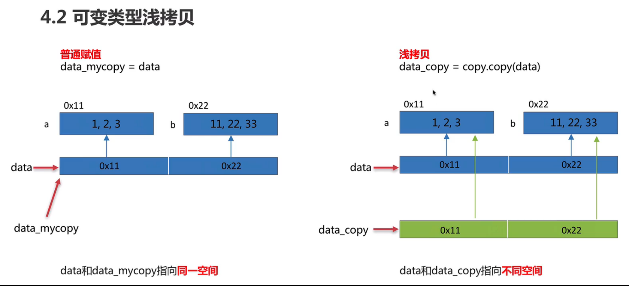 4.2 可变类型浅拷贝
普通赋值
data_mycopy = data
0x11
0x22
a
1, 2, 3
b
11, 22, 33
data
0x11
0x22
data_mycopy
data和data_mycopy指向同一空间
浅拷贝
data_copy = copy.copy(data)
0x11
0x22
a
1, 2, 3
b
11, 22, 33
data
0x11
0x22
data_copy
0x11
0x22
data和data_copy指向不同空间